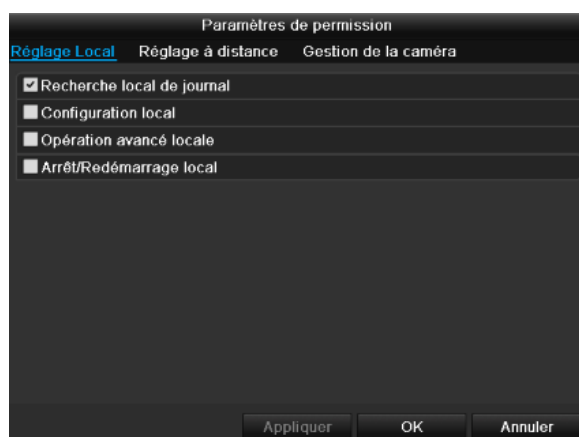 Paramètres de permission
Réglage Local Réglage à distance Gestion de la caméra
Recherche local de journal
Configuration local
Opération avancé locale
Arrêt/Redémarrage local
Appliquer OK Annuler